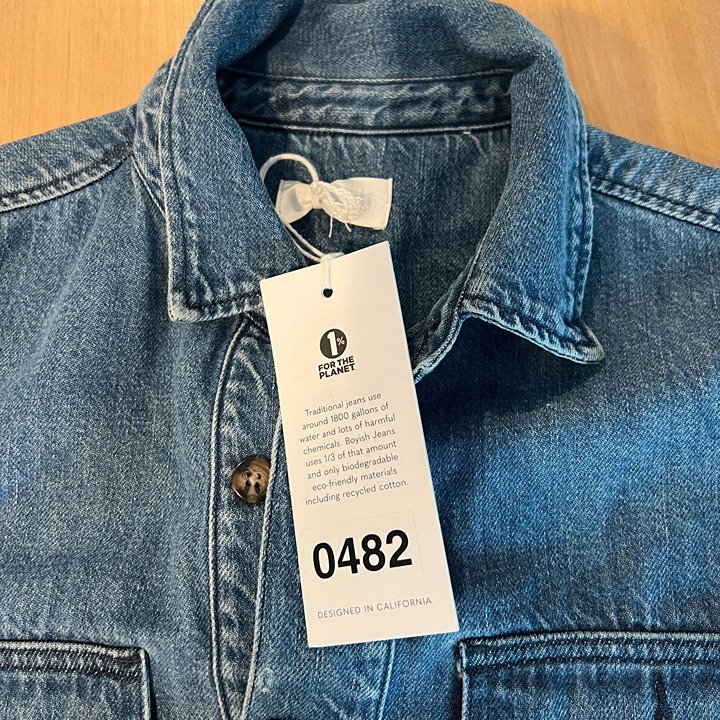 1%
FOR THE
PLANET
Traditional jeans use
around 1800 gallons of
water and lots of harmful
chemicals. Boyish Jeans
uses 1/3 of that amount
and only biodegradable
eco-friendly materials
including recycled cotton.
0482
DESIGNED IN CALIFORNIA